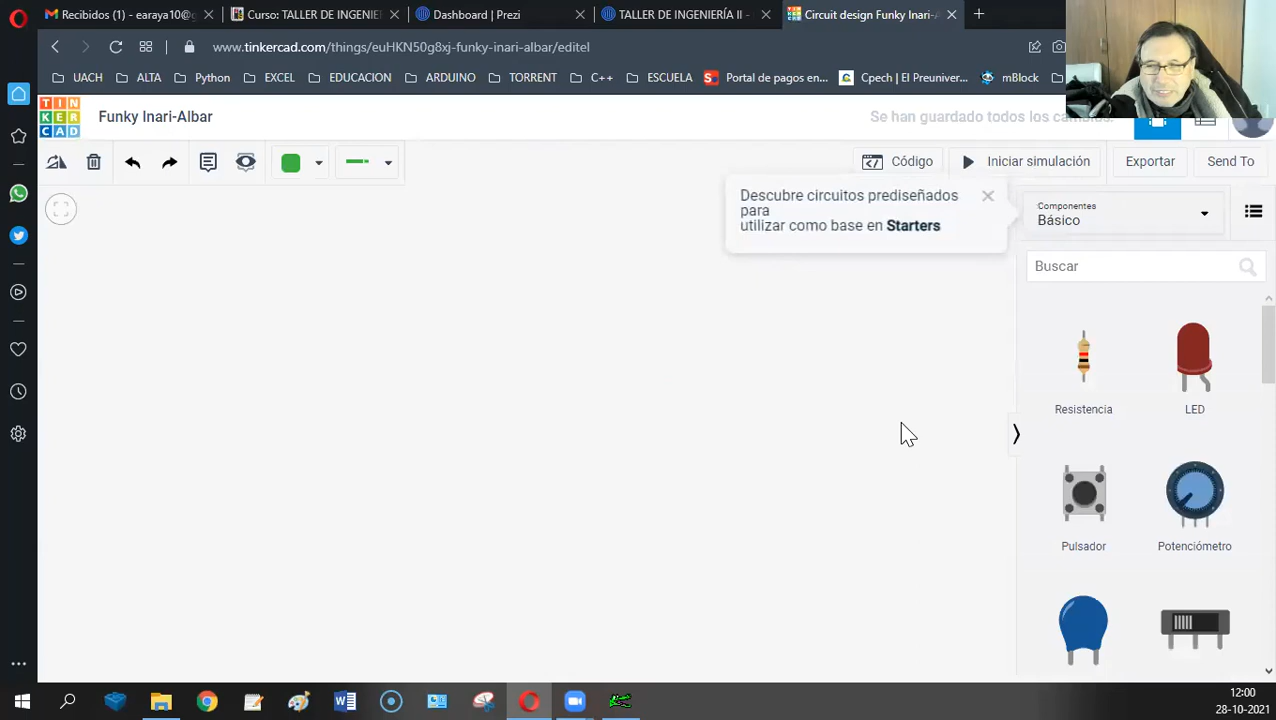 Recibidos (1) - earaya10@g
Curso: TALLER DE INGENIE
Dashboard | Prezi
TALLER DE INGENIERÍA II -
Circuit design Funky Inari-A
www.tinkercad.com/things/euHKN50g8xj-funky-inari-albar/editel
UACH
ALTA
Python
EXCEL
EDUCACION
ARDUINO
TORRENT
C++
ESCUELA
Portal de pagos en...
Cpech | El Preuniver...
mBlock
TINKERCAD
Funky Inari-Albar
Se han guardado todos los cambios.
Código
Iniciar simulación
Exportar
Send To
Descubre circuitos prediseñados
para
utilizar como base en Starters
Componentes
Básico
Buscar
Resistencia
LED
Pulsador
Potenciómetro
12:00
28-10-2021